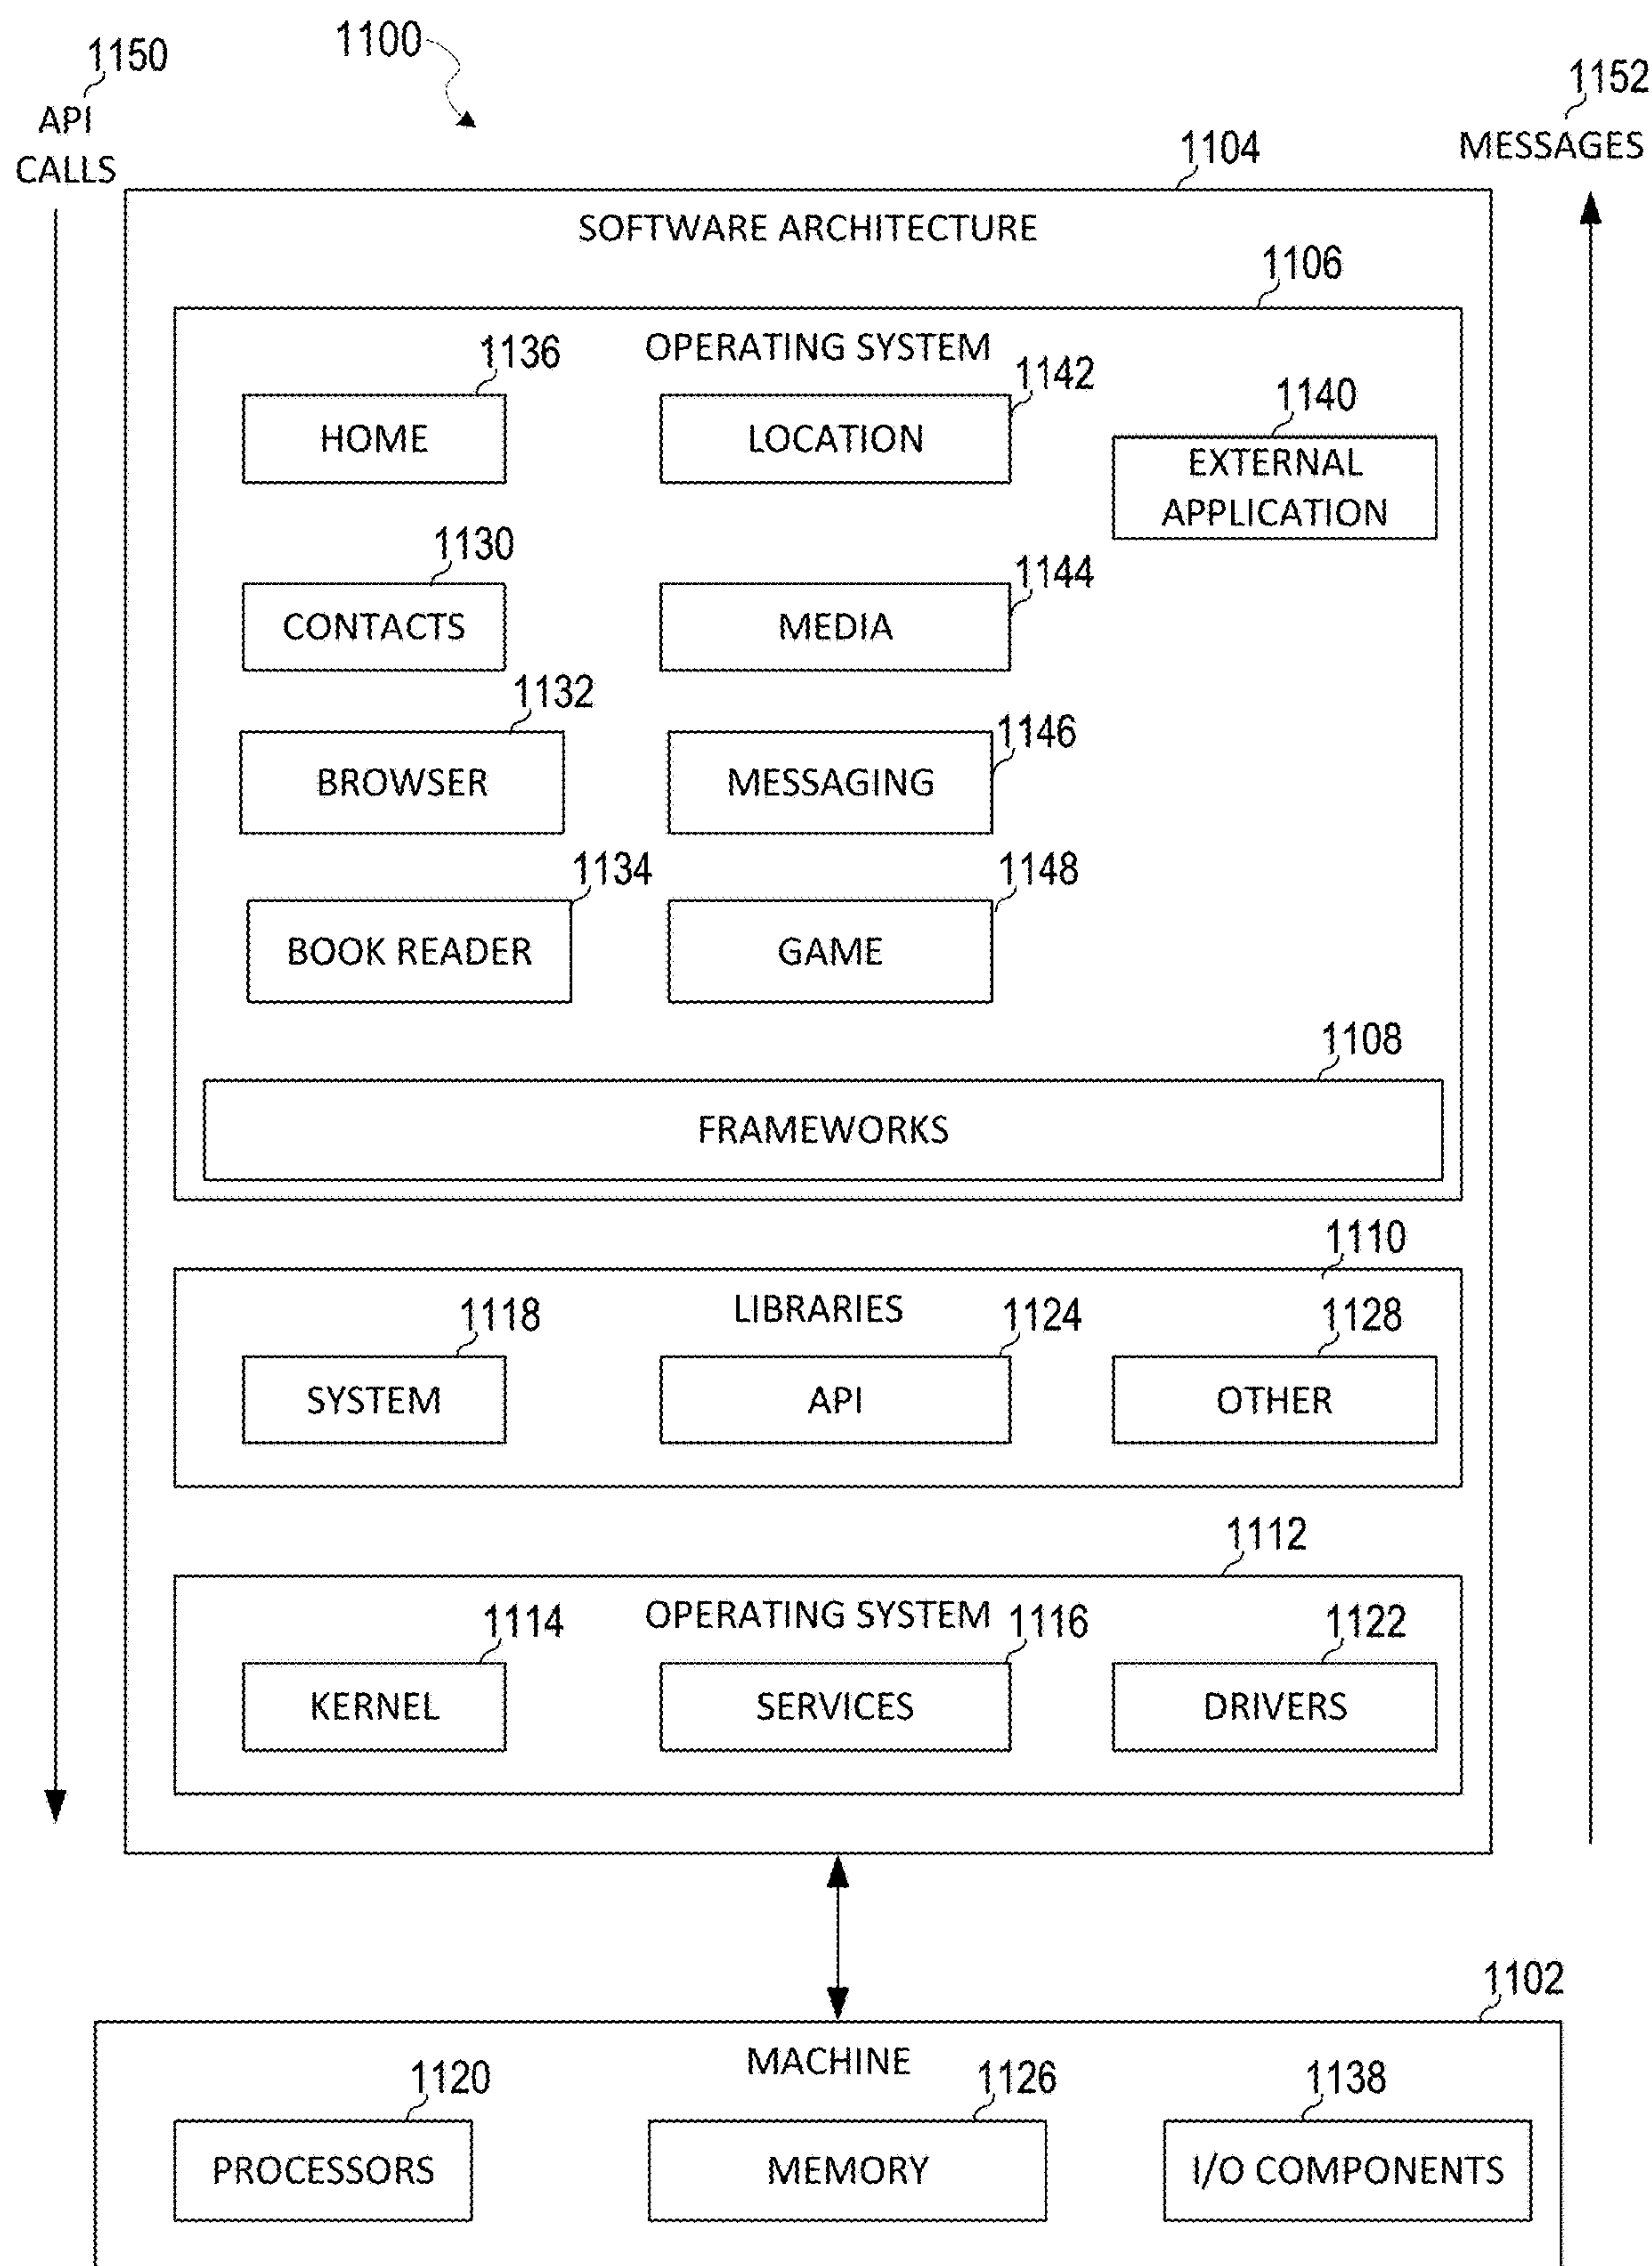 1150
1100
1152
API
CALLS
MESSAGES
1104
SOFTWARE ARCHITECTURE
1106
OPERATING SYSTEM
1136
1142
1140
HOME
LOCATION
EXTERNAL
APPLICATION
1130
1144
CONTACTS
MEDIA
1132
1146
BROWSER
MESSAGING
1134
1148
BOOK READER
GAME
1108
FRAMEWORKS
1110
LIBRARIES
1118
1124
1128
SYSTEM
API
OTHER
1112
OPERATING SYSTEM
1114
1116
1122
KERNEL
SERVICES
DRIVERS
1102
MACHINE
1120
1126
1138
PROCESSORS
MEMORY
I/O COMPONENTS